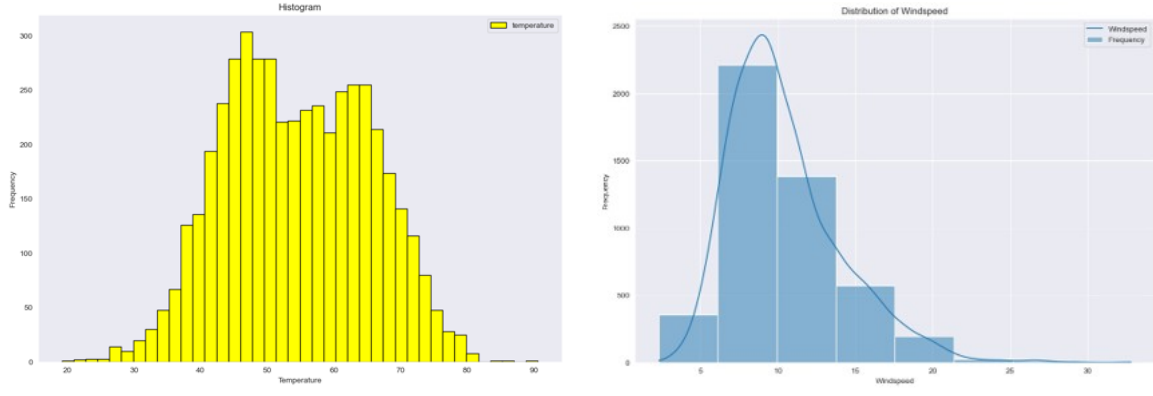 Histogram
temperature
300
250
200
150
100
50
0
Frequency
20 30 40 50 60 70 80 90
Temperature
Distribution of Windspeed
Windspeed
Frequency
2500
2000
1500
1000
500
0
Frequency
5 10 15 20 25 30
Windspeed